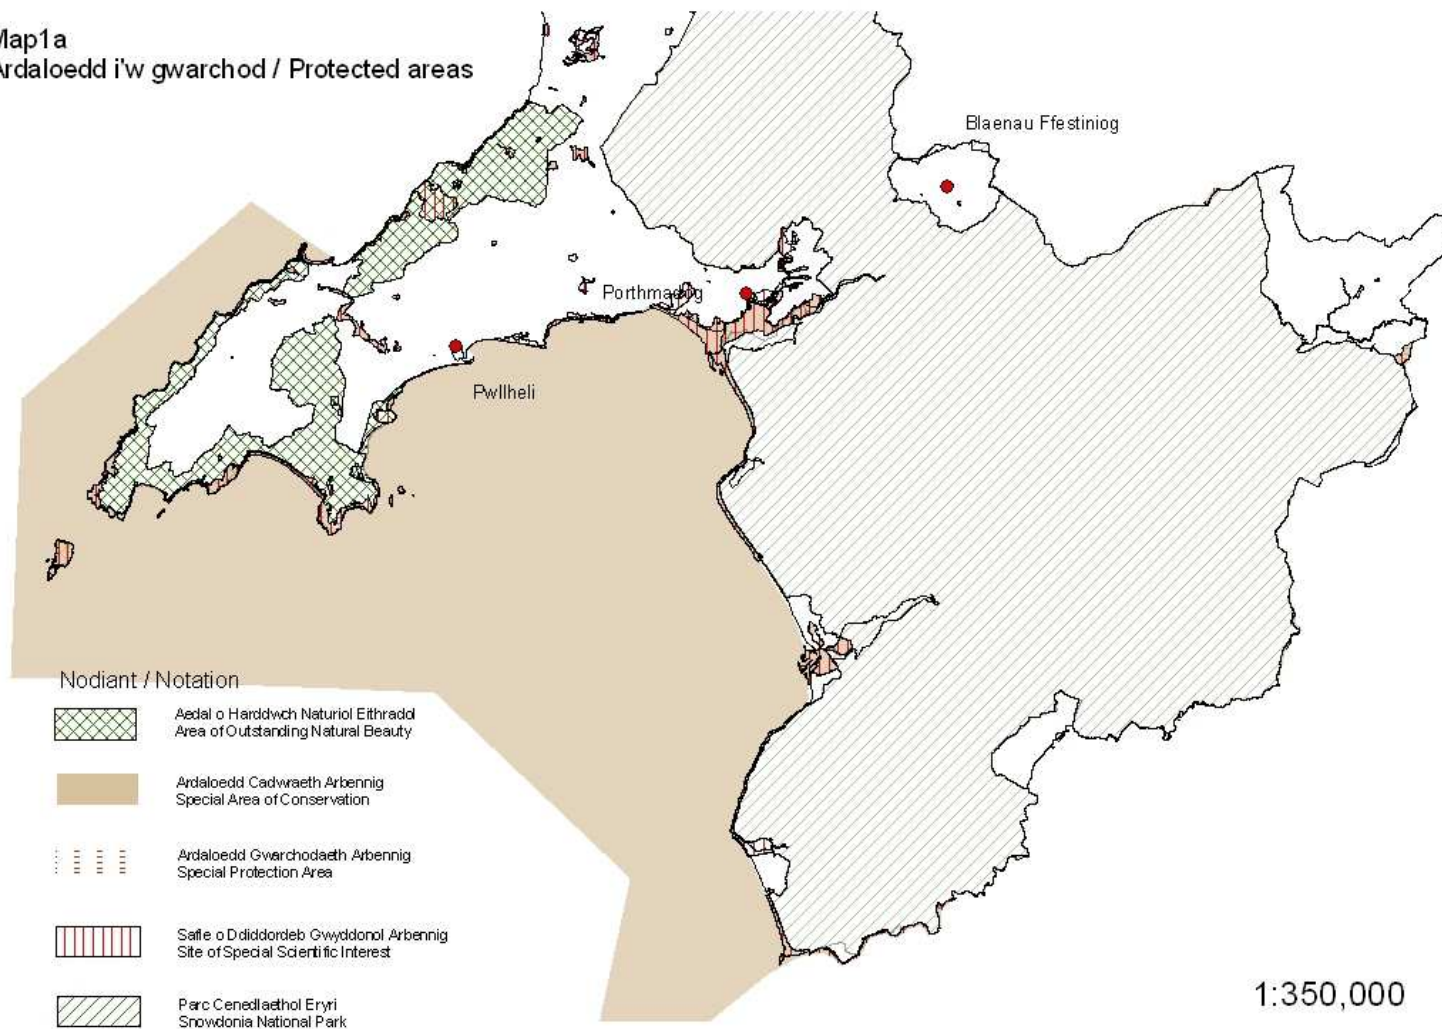 Map1a
Ardaloedd i'w gwarchod / Protected areas
Blaenau Ffestiniog
Porthmadog
Pwllheli
Nodiant / Notation
Aedal o Harddwch Naturiol Eithradol
Area of Outstanding Natural Beauty
Ardaloedd Cadwraeth Arbennig
Special Area of Conservation
Ardaloedd Gwarchodaeth Arbennig
Special Protection Area
Safle o Ddiddordeb Gwyddonol Arbennig
Site of Special Scientific Interest
Parc Cenedlaethol Eryri
Snowdonia National Park
1:350,000